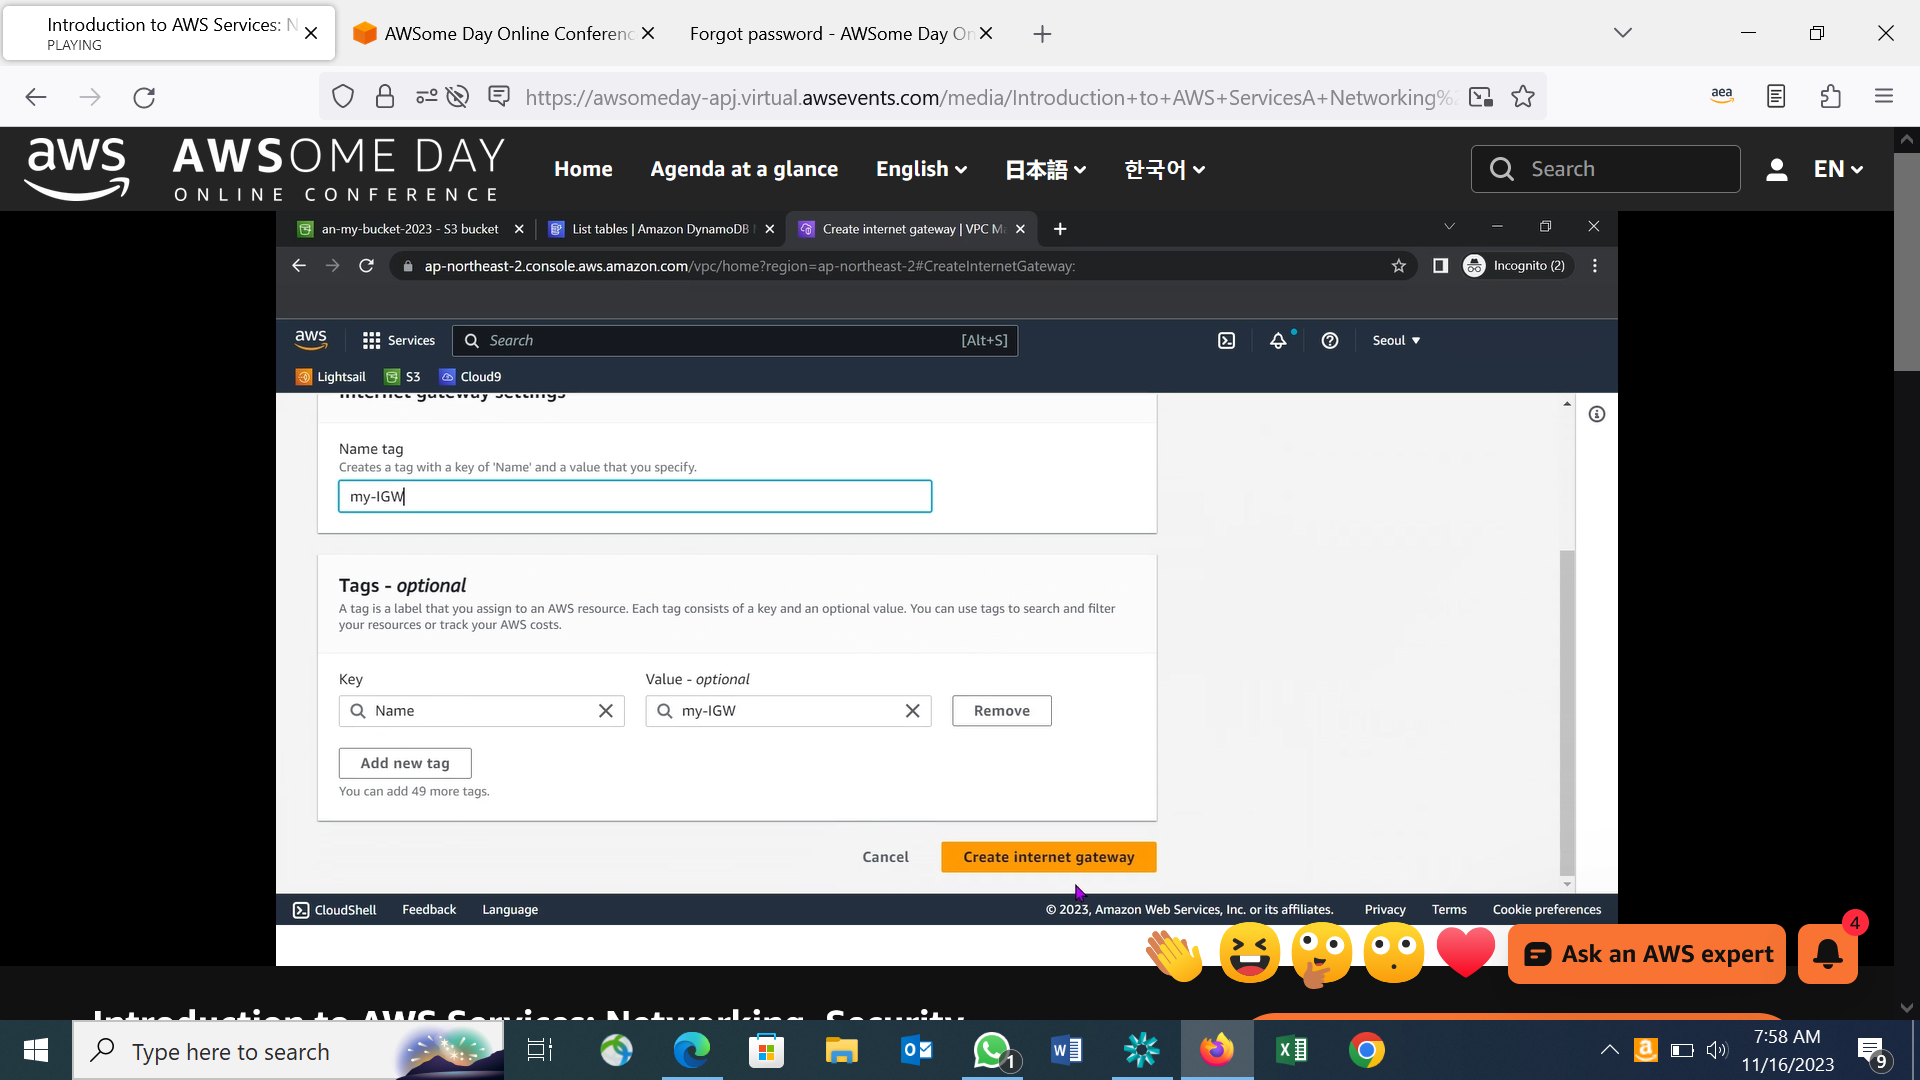 Introduction to AWS Services: N
PLAYING
AWSome Day Online Conferenc
Forgot password - AWSome Day On
https://awsomeday-apj.virtual.awsevents.com/media/Introduction+to+AWS+ServicesA+Networking%2
aea
aws
AWSOME DAY
ONLINE CONFERENCE
Home
Agenda at a glance
English
日本語
한국어
Search
EN
an-my-bucket-2023 - S3 bucket
List tables | Amazon DynamoDB
Create internet gateway | VPC Ma
ap-northeast-2.console.aws.amazon.com/vpc/home?region=ap-northeast-2#CreateInternetGateway:
Incognito (2)
aws
Services
Search
[Alt+S]
Seoul
Lightsail
S3
Cloud9
Internet gateway settings
Name tag
Creates a tag with a key of 'Name' and a value that you specify.
my-IGW
Tags - optional
A tag is a label that you assign to an AWS resource. Each tag consists of a key and an optional value. You can use tags to search and filter
your resources or track your AWS costs.
Key
Value - optional
Name
my-IGW
Remove
Add new tag
You can add 49 more tags.
Cancel
Create internet gateway
CloudShell
Feedback
Language
© 2023, Amazon Web Services, Inc. or its affiliates.
Privacy
Terms
Cookie preferences
Ask an AWS expert
4
Introduction to AWS Services: Networking, Security
Type here to search
1
7:58 AM
11/16/2023
9